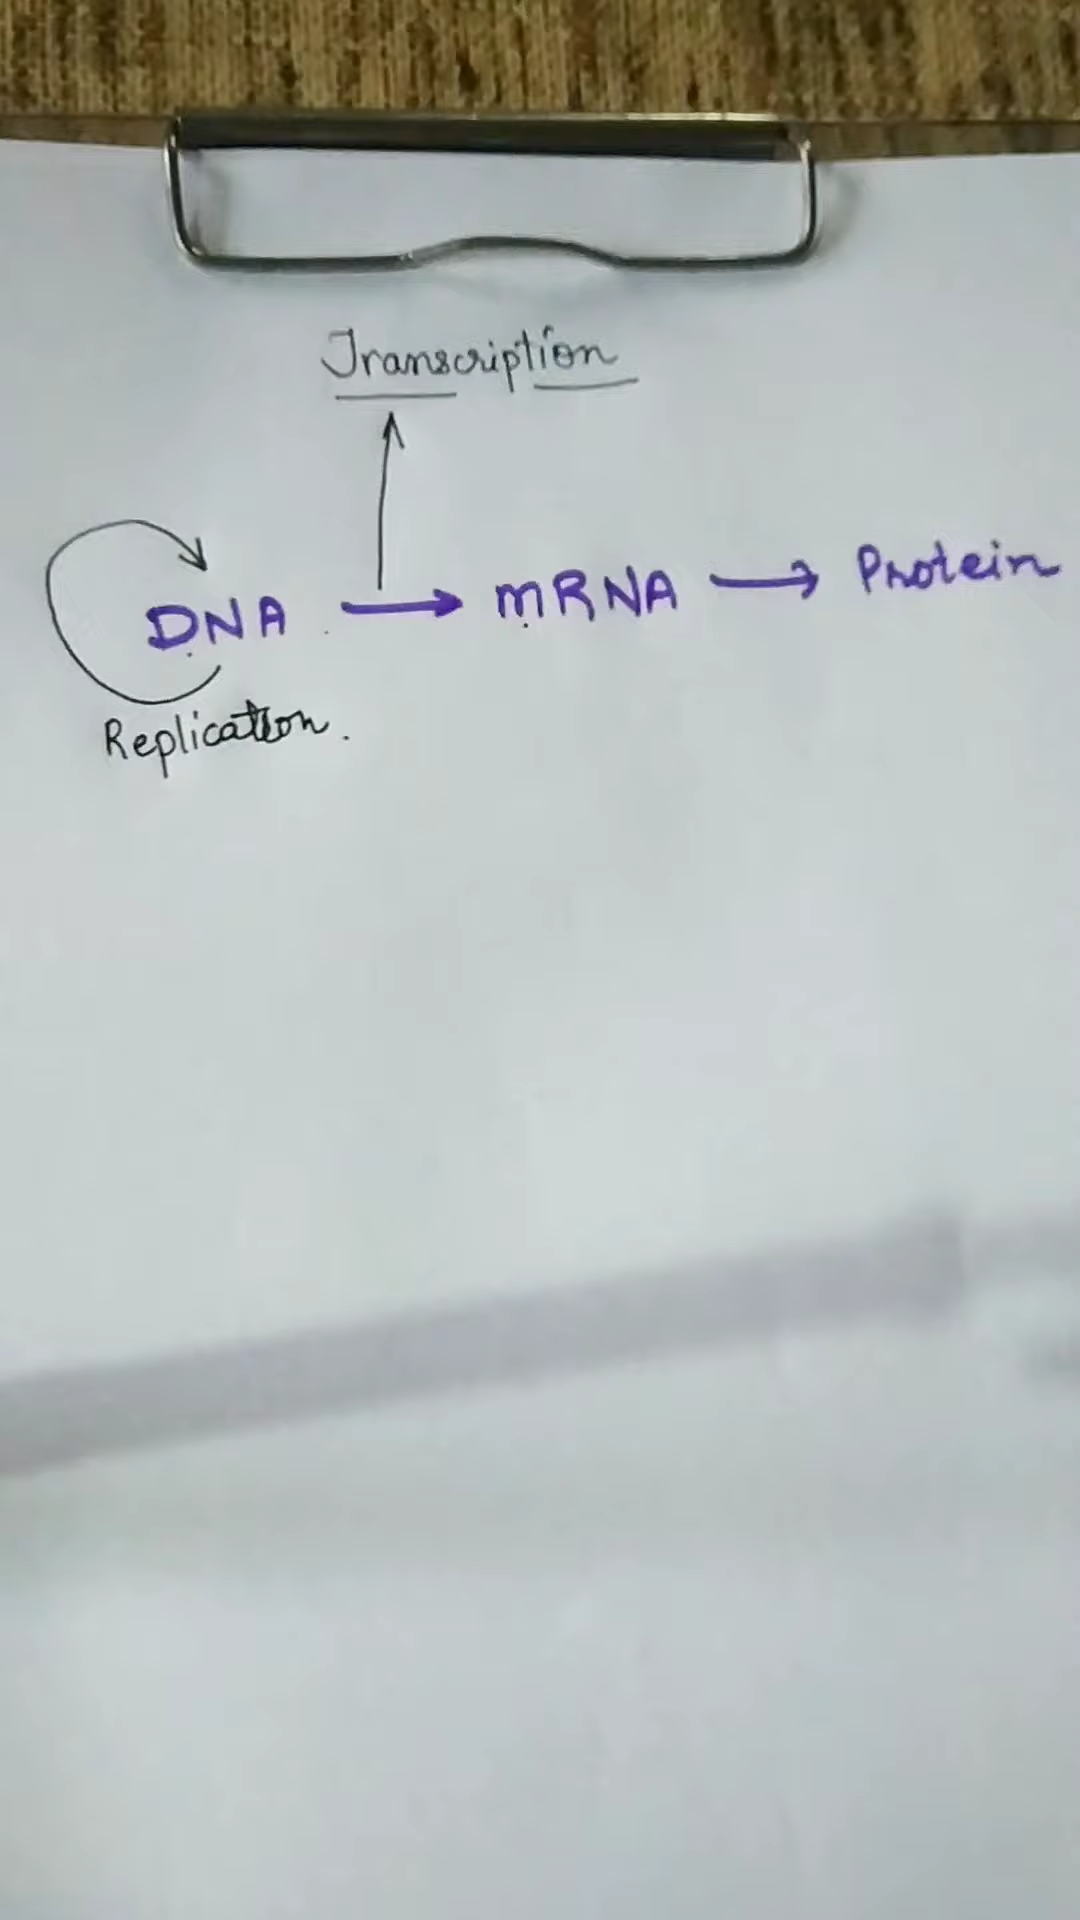 Transcription
DNA → mRNA → Protein
Replication.